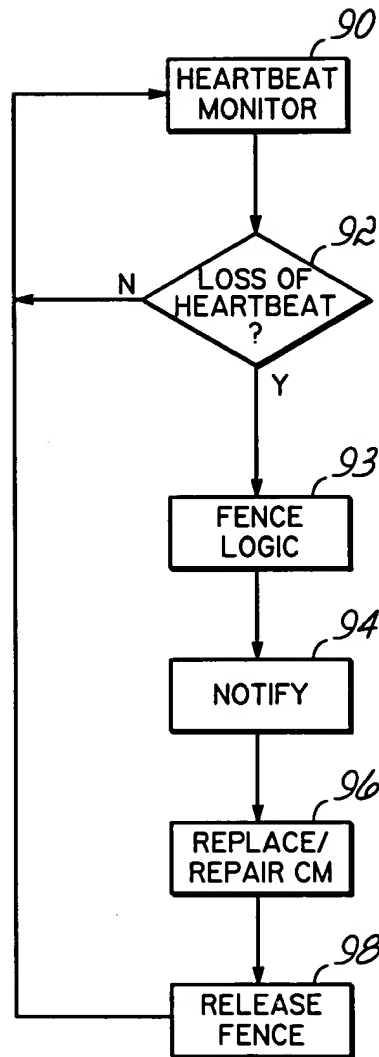 90
HEARTBEAT
MONITOR
92
LOSS OF
HEARTBEAT
?
N
Y
93
FENCE
LOGIC
94
NOTIFY
96
REPLACE/
REPAIR CM
98
RELEASE
FENCE